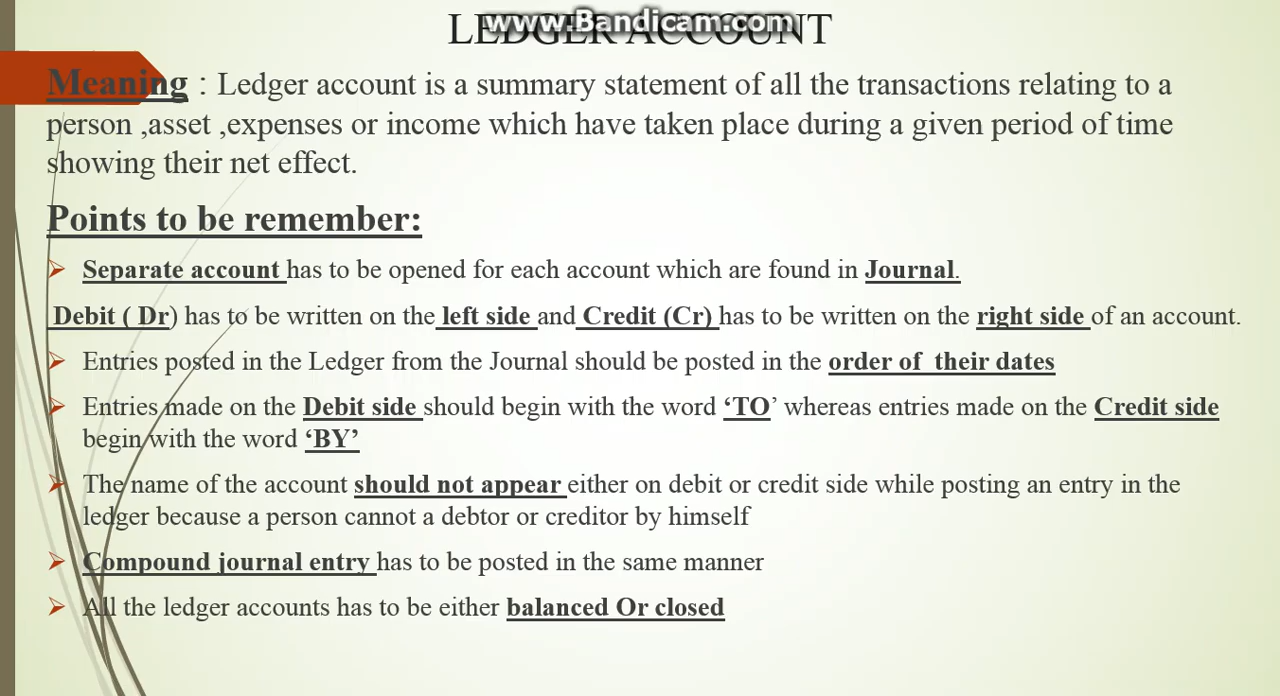 www.Bandicam.com
LEDGER ACCOUNT
Meaning : Ledger account is a summary statement of all the transactions relating to a
person ,asset ,expenses or income which have taken place during a given period of time
showing their net effect.
Points to be remember:
Separate account has to be opened for each account which are found in Journal.
Debit ( Dr) has to be written on the left side and Credit (Cr) has to be written on the right side of an account.
Entries posted in the Ledger from the Journal should be posted in the order of their dates
Entries made on the Debit side should begin with the word ‘TO’ whereas entries made on the Credit side
begin with the word ‘BY’
The name of the account should not appear either on debit or credit side while posting an entry in the
ledger because a person cannot a debtor or creditor by himself
Compound journal entry has to be posted in the same manner
All the ledger accounts has to be either balanced Or closed